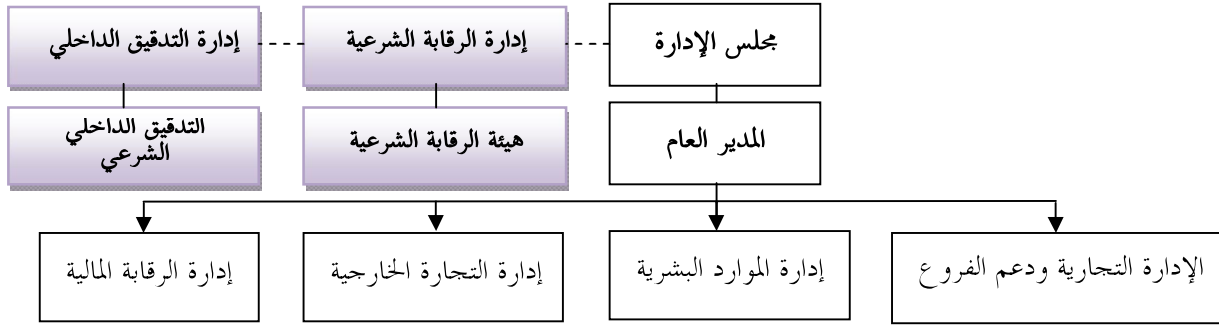 مجلس الإدارة
إدارة الرقابة الشرعية
إدارة التدقيق الداخلي
المدير العام
هيئة الرقابة الشرعية
التدقيق الداخلي
الشرعي
الإدارة التجارية ودعم الفروع
إدارة الموارد البشرية
إدارة التجارة الخارجية
إدارة الرقابة المالية